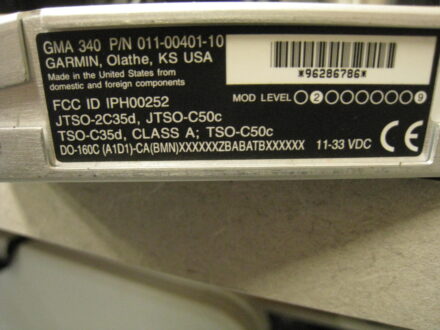 GMA 340 P/N 011-00401-10
GARMIN, Olathe, KS USA
Made in the United States from
domestic and foreign components
*96286786*
FCC ID IPH00252
MOD LEVEL 2 9
JTSO-2C35d, JTSO-C50c
TSO-C35d, CLASS A; TSO-C50c
DO-160C (A1D1)-CA(BMN)XXXXXXZBABATBXXXXXX 11-33 VDC CE